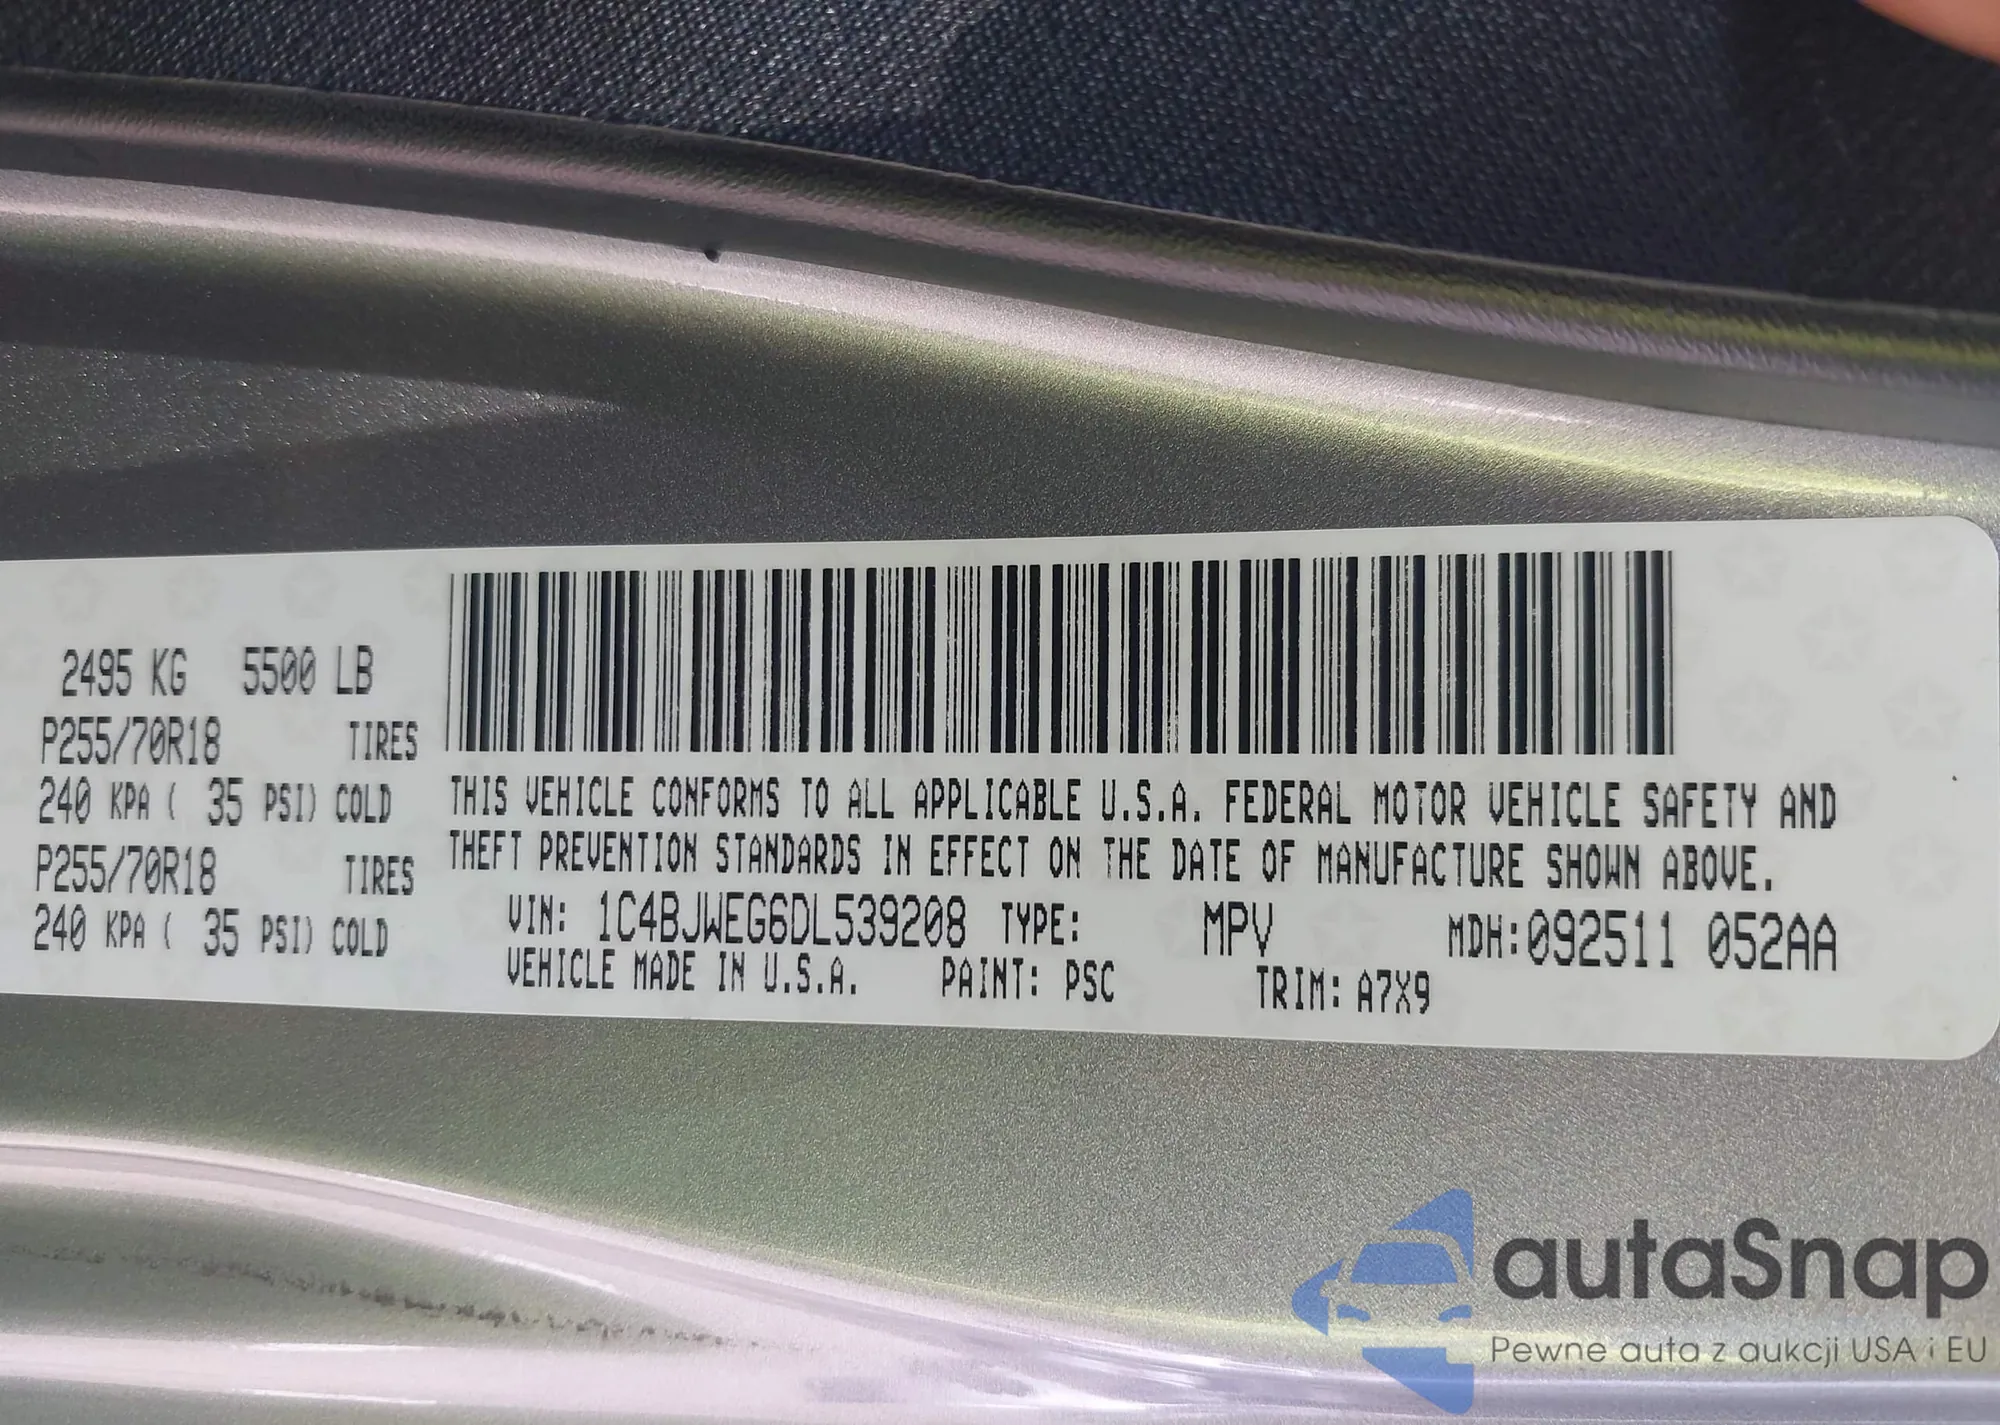 2495 KG 5500 LB
P255/70R18 TIRES
240 KPA ( 35 PSI) COLD
P255/70R18 TIRES
240 KPA ( 35 PSI) COLD
THIS VEHICLE CONFORMS TO ALL APPLICABLE U.S.A. FEDERAL MOTOR VEHICLE SAFETY AND
THEFT PREVENTION STANDARDS IN EFFECT ON THE DATE OF MANUFACTURE SHOWN ABOVE.
VIN: 1C4BJWEG6DL539208 TYPE: MPV MDH:092511 052AA
VEHICLE MADE IN U.S.A. PAINT: PSC TRIM: A7X9
autaSnap
Pewne auta z aukcji USA i EU